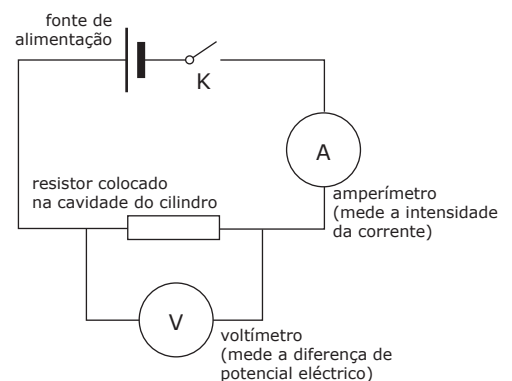 fonte de
alimentação
K
A
resistor colocado
na cavidade do cilindro
amperímetro
(mede a intensidade
da corrente)
V
voltímetro
(mede a diferença de
potencial eléctrico)